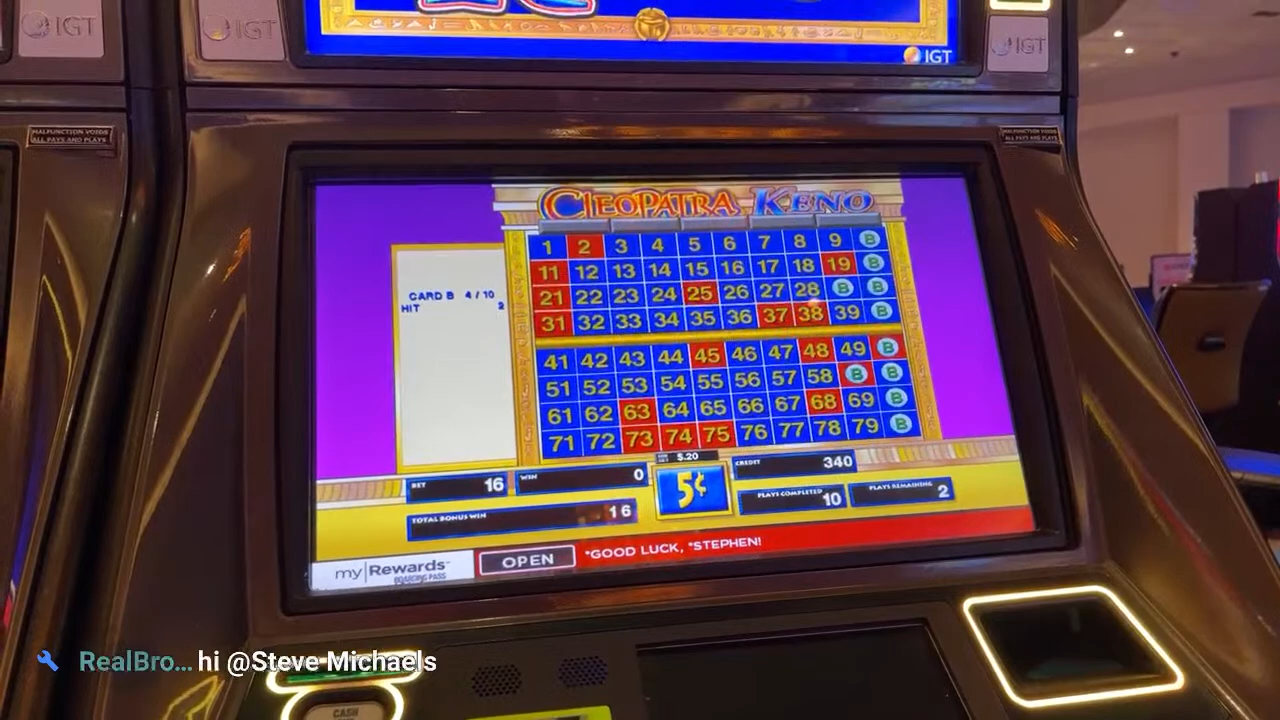 IGT
IGT
IGT
IGT
MALFUNCTION VOIDS
ALL PAYS AND PLAYS
MALFUNCTION VOIDS
ALL PAYS AND PLAYS
CLEOPATRA KENO
1 2 3 4 5 6 7 8 9 B
11 12 13 14 15 16 17 18 19 B
21 22 23 24 25 26 27 28 B B
31 32 33 34 35 36 37 38 39 B
41 42 43 44 45 46 47 48 49 B
51 52 53 54 55 56 57 58 B B
61 62 63 64 65 66 67 68 69 B
71 72 73 74 75 76 77 78 79 B
CARD B 4/10
HIT 2
$.20
BET 16 WIN 0 5¢ CREDIT 340
PLAYS COMPLETED 10 PLAYS REMAINING 2
TOTAL BONUS WIN 16
my|Rewards
BOARDING PASS
OPEN *GOOD LUCK, *STEPHEN!
RealBro... hi @Steve Michaels
CASH